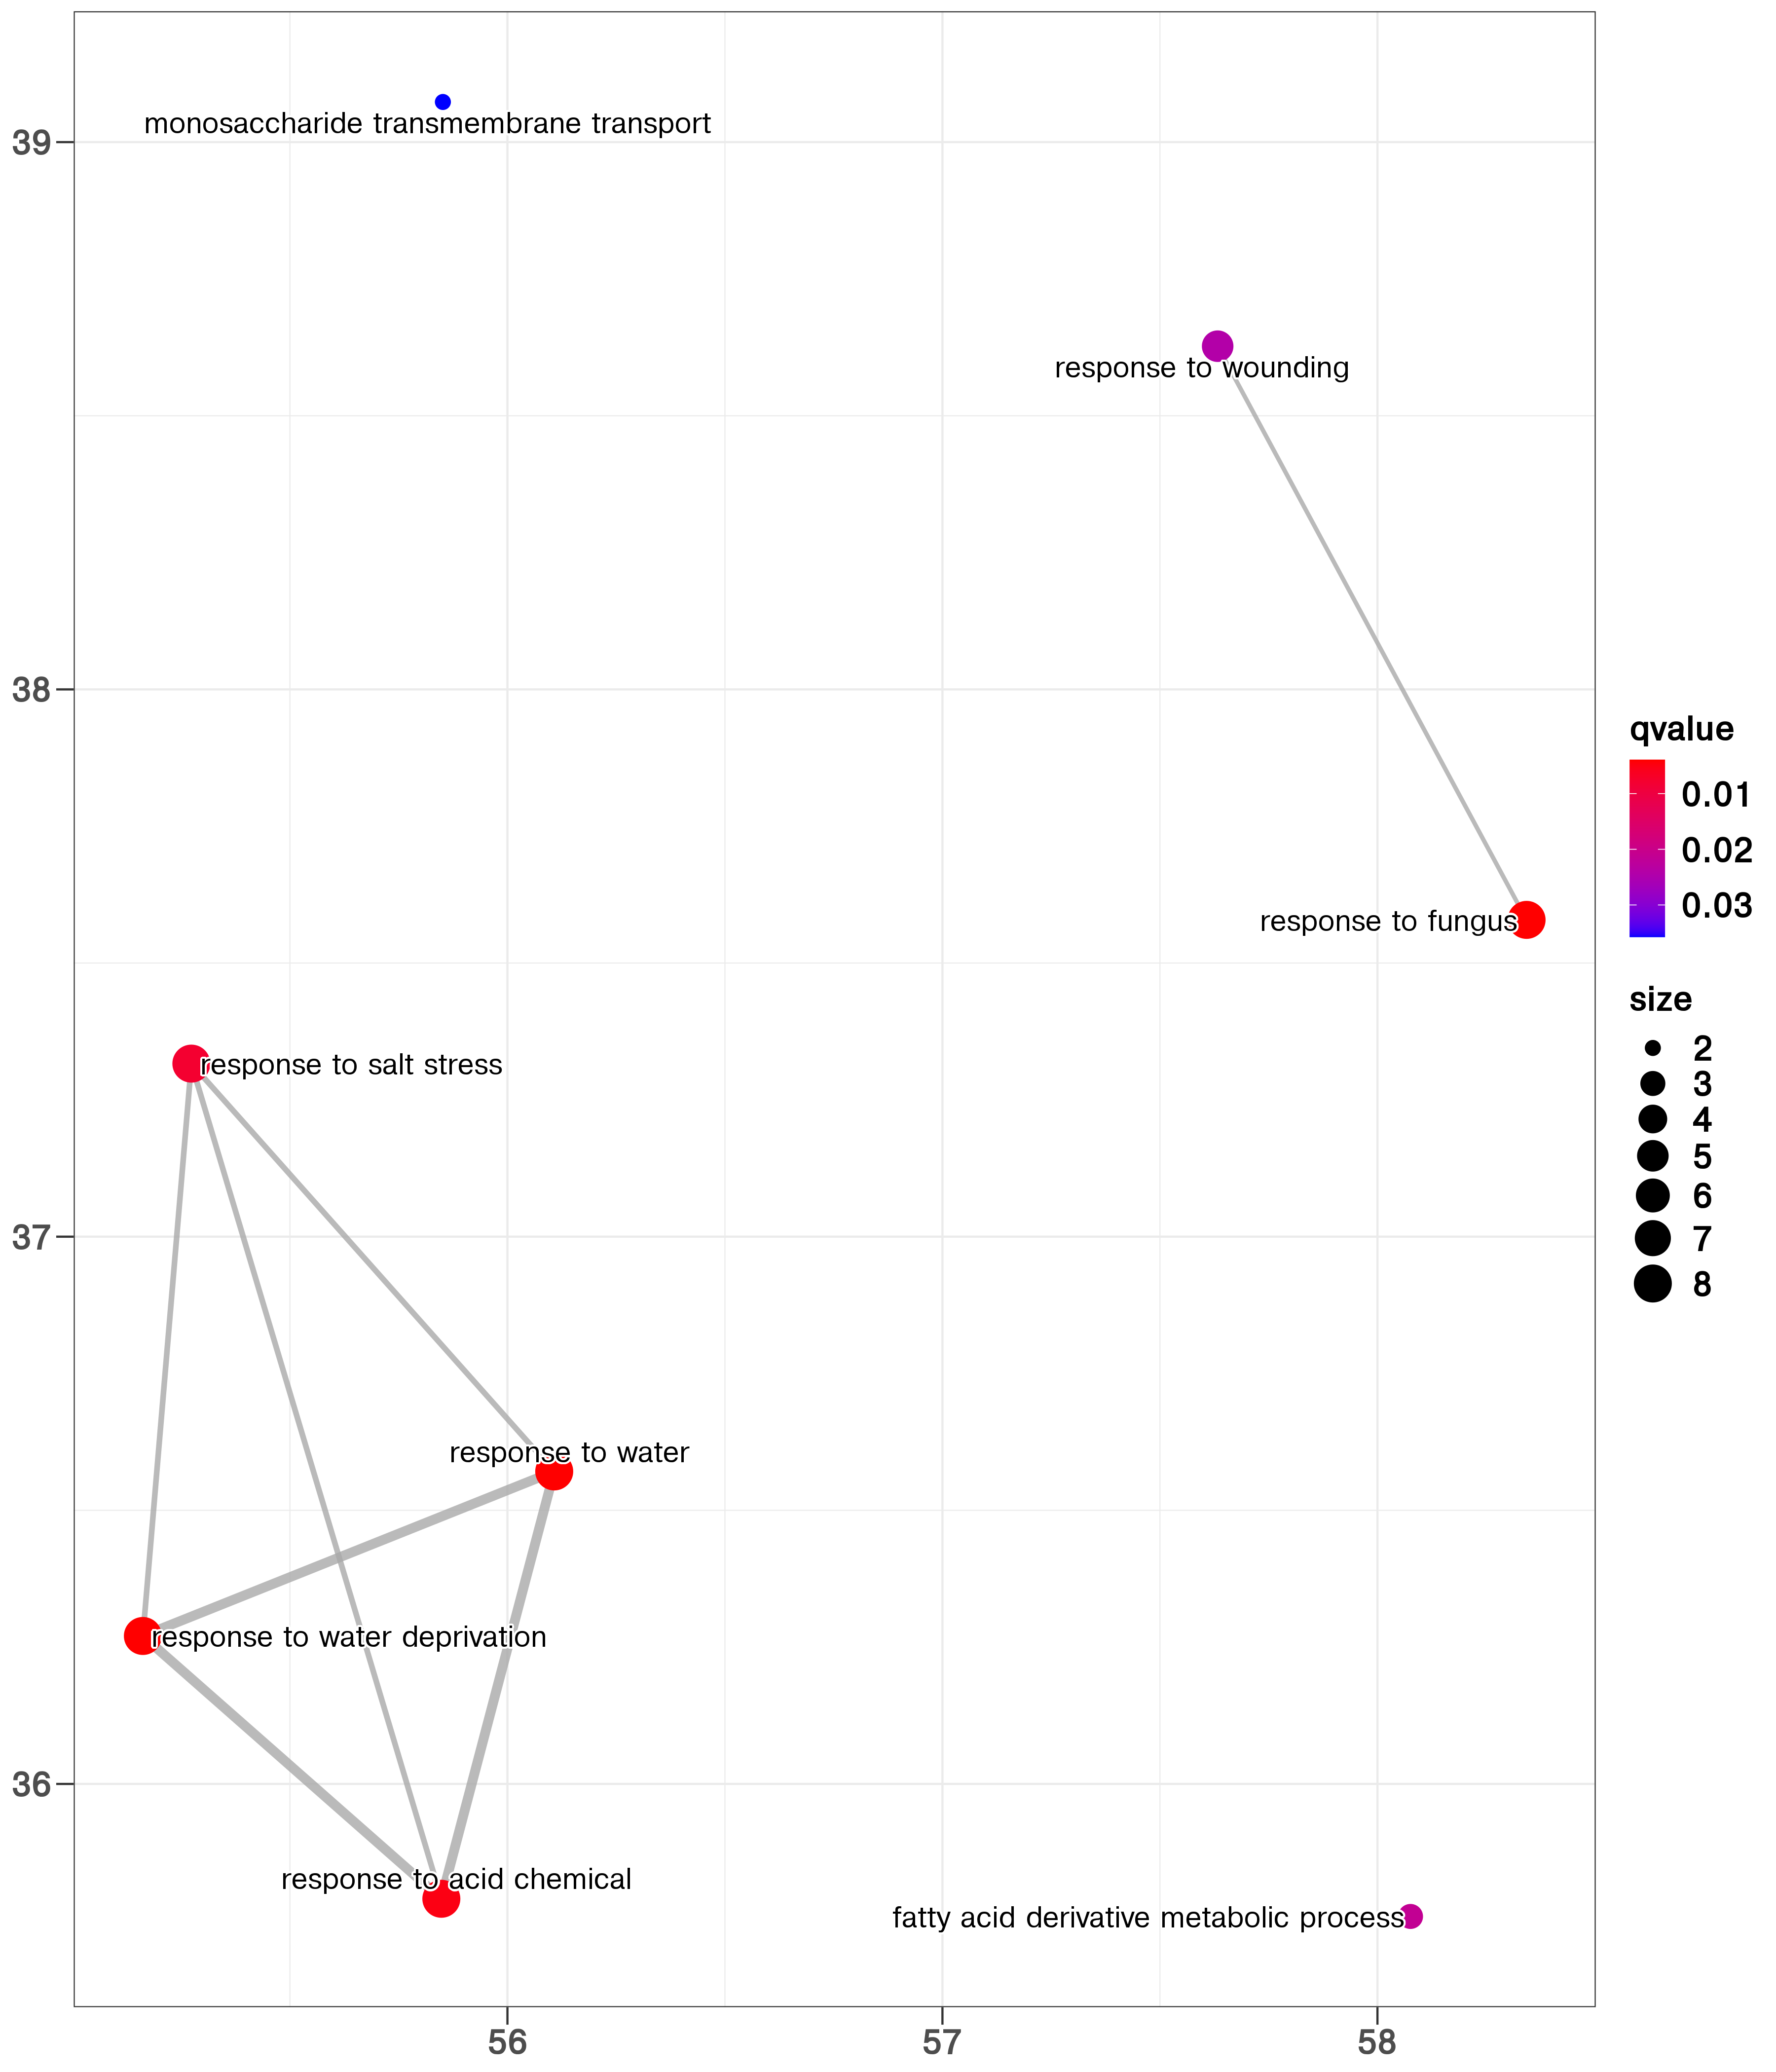 monosaccharide transmembrane transport
39
response to wounding
38
qvalue
0.01
0.02
0.03
response to fungus
size
2
3
4
5
6
7
8
response to salt stress
37
response to water
response to water deprivation
36
response to acid chemical
fatty acid derivative metabolic process
56
57
58